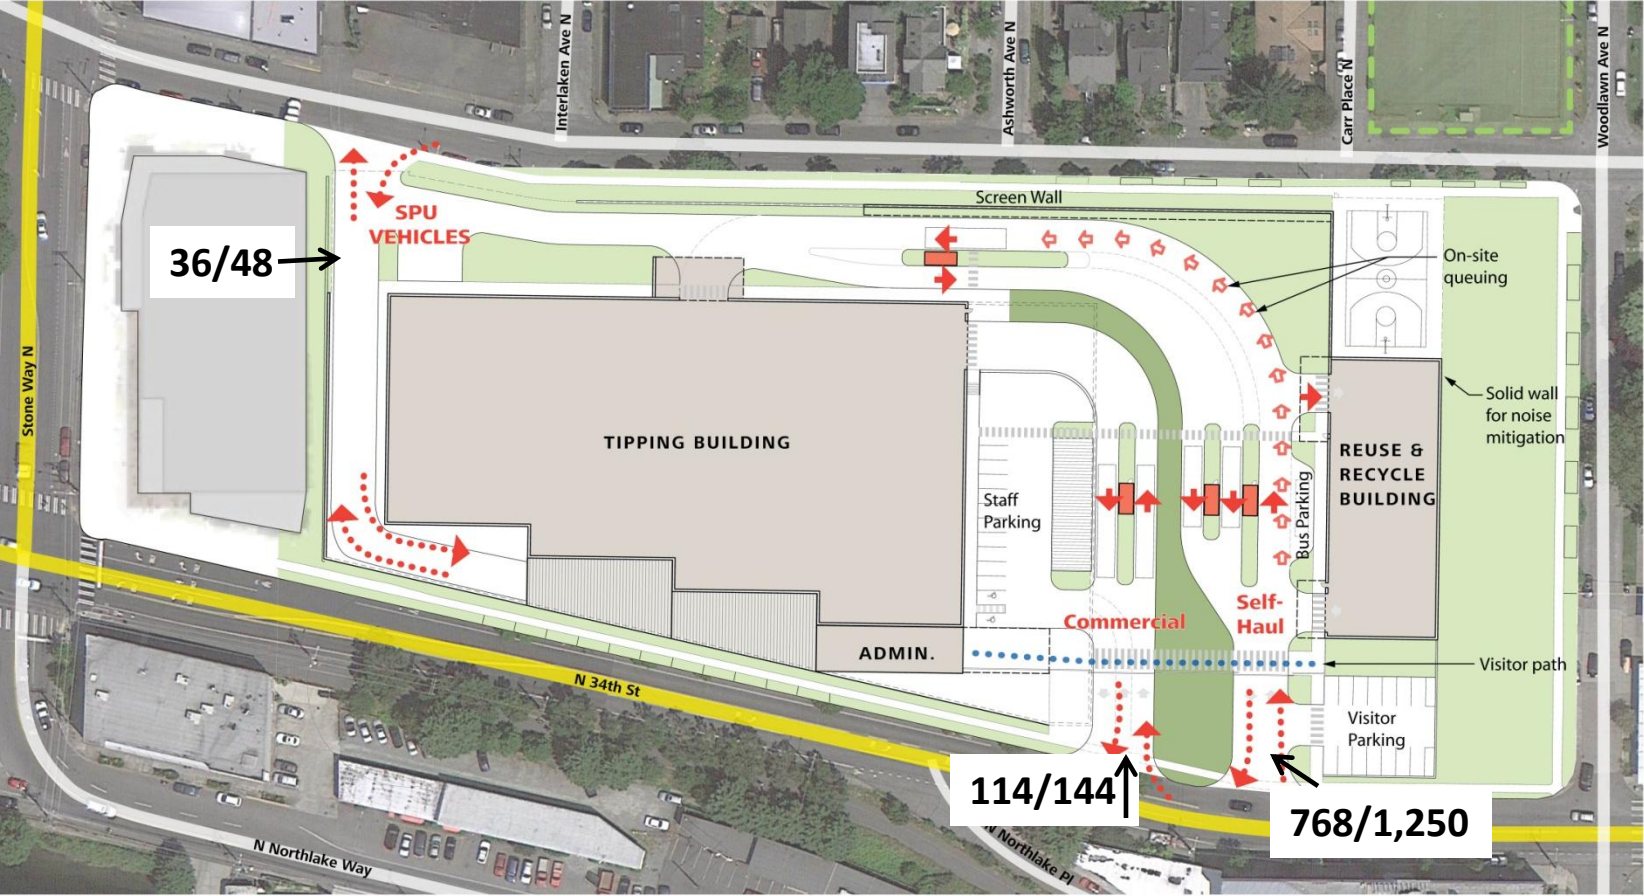 Interlaken Ave N
Ashworth Ave N
Carr Place N
Woodlawn Ave N
Stone Way N
SPU
VEHICLES
36/48
Screen Wall
On-site
queuing
Solid wall
for noise
mitigation
TIPPING BUILDING
REUSE &
RECYCLE
BUILDING
Staff
Parking
Bus Parking
Commercial
Self-
Haul
ADMIN.
Visitor path
Visitor
Parking
N 34th St
114/144
768/1,250
N Northlake Way
N Northlake Pl